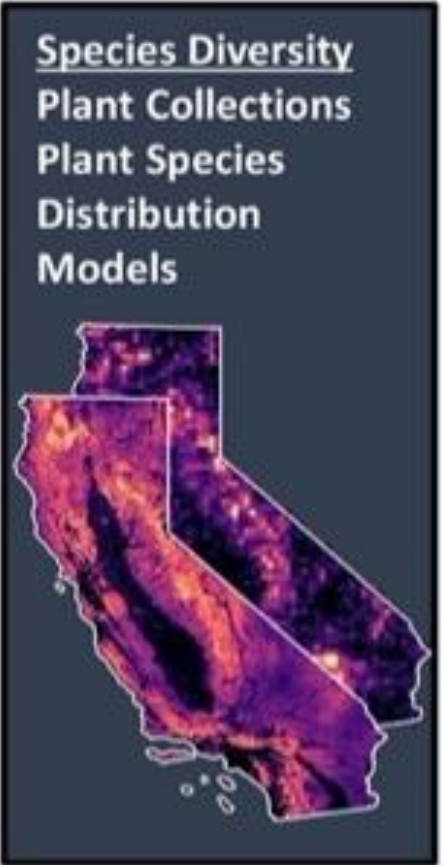 Species Diversity
Plant Collections
Plant Species
Distribution
Models